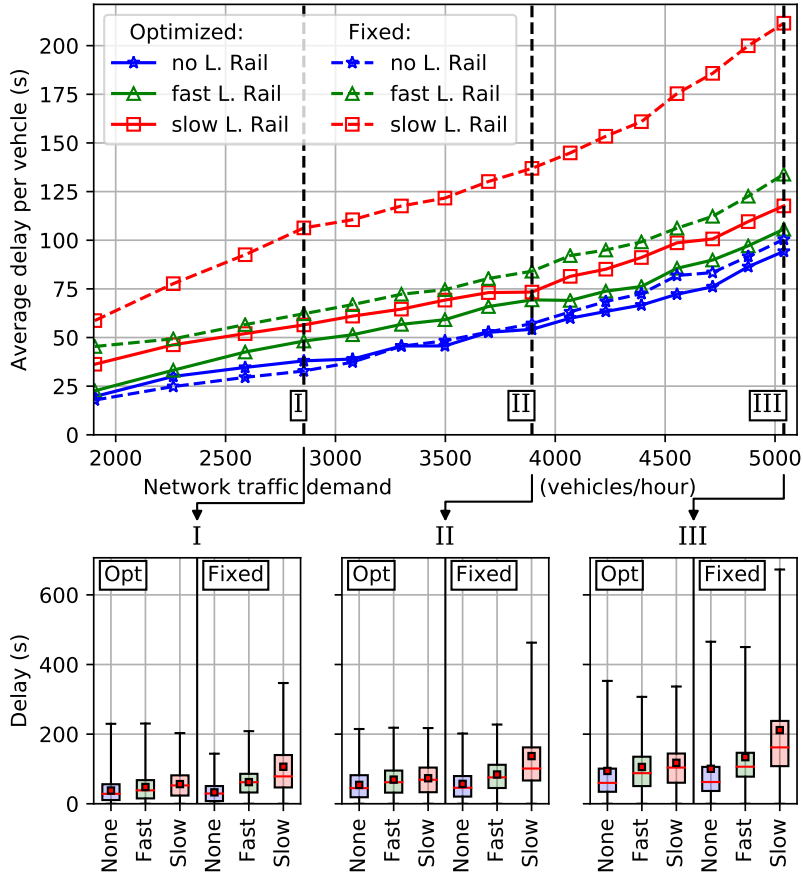 Optimized: Fixed:
no L. Rail no L. Rail
fast L. Rail fast L. Rail
slow L. Rail slow L. Rail
Average delay per vehcle (s)
200
175
150
125
100
75
50
25
0
I II III
2000 2500 3000 3500 4000 4500 5000
Network traffic demand (vehicles/hour)
I II III
Opt Fixed Opt Fixed Opt Fixed
Delay (s)
600
400
200
0
None Fast Slow None Fast Slow None Fast Slow None Fast Slow None Fast Slow None Fast Slow